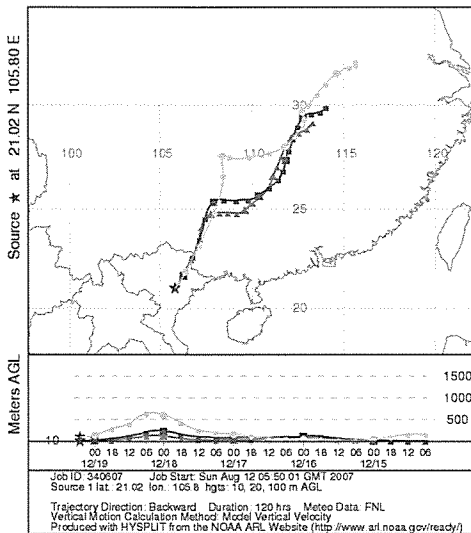 Source ★ at 21.02 N 105.80 E
30
100
105
110
115
120
25
20
Meters AGL
1500
1000
500
10
00 18 12 06 00 18 12 06 00 18 12 06 00 18 12 06 00 18 12 06
12/19 12/18 12/17 12/16 12/15
Job ID: 340607 Job Start: Sun Aug 12 05:50:01 GMT 2007
Source 1 lat.: 21.02 lon.: 105.8 hgts: 10, 20, 100 m AGL
Trajectory Direction: Backward Duration: 120 hrs Meteo Data: FNL
Vertical Motion Calculation Method: Model Vertical Velocity
Produced with HYSPLIT from the NOAA ARL Website (http://www.arl.noaa.gov/ready/)